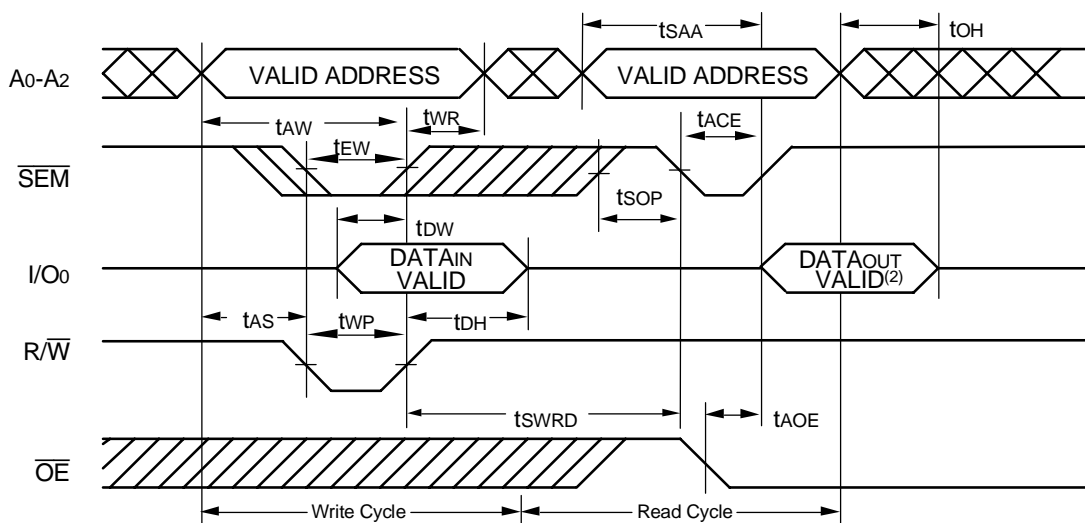 tSAA
tOH
A0-A2
VALID ADDRESS
VALID ADDRESS
tAW
tWR
tACE
tEW
SEM
tSOP
tDW
I/O0
DATAIN
VALID
DATAOUT
VALID(2)
tAS
tWP
tDH
R/W
tSWRD
tAOE
OE
Write Cycle
Read Cycle